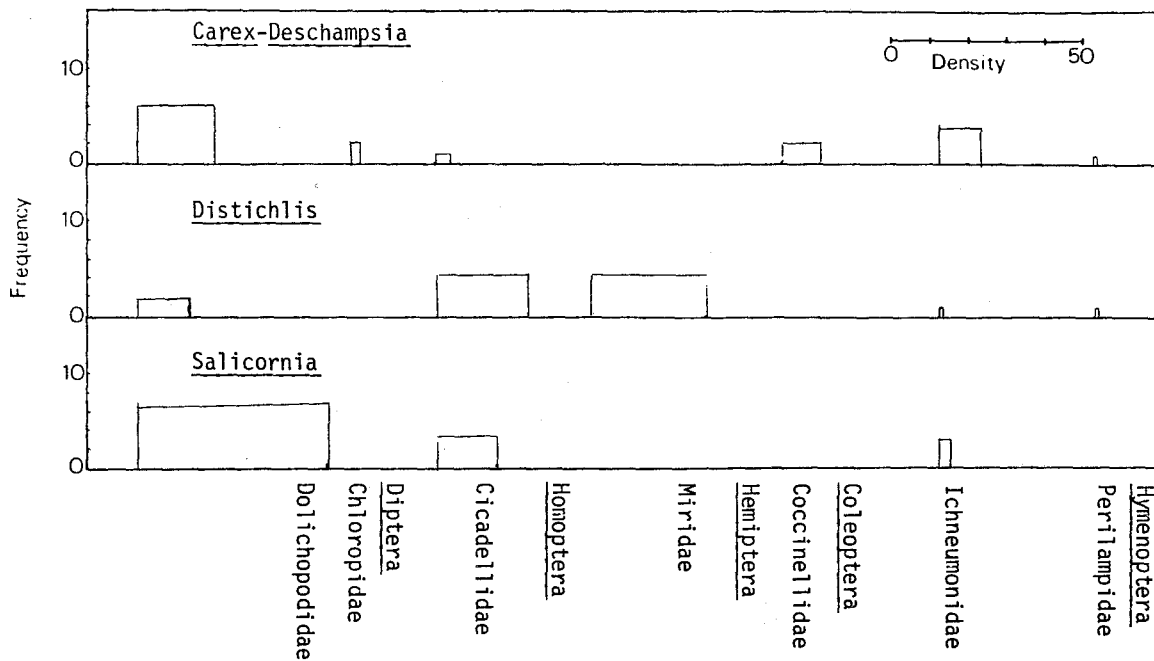 Carex-Deschampsia
0 50
Density
10
0
Distichlis
10
0
Frequency
Salicornia
10
0
Dolichopodidae
Chloropidae
Diptera
Cicadellidae
Homoptera
Miridae
Hemiptera
Coccinellidae
Coleoptera
Ichneumonidae
Perilampidae
Hymenoptera